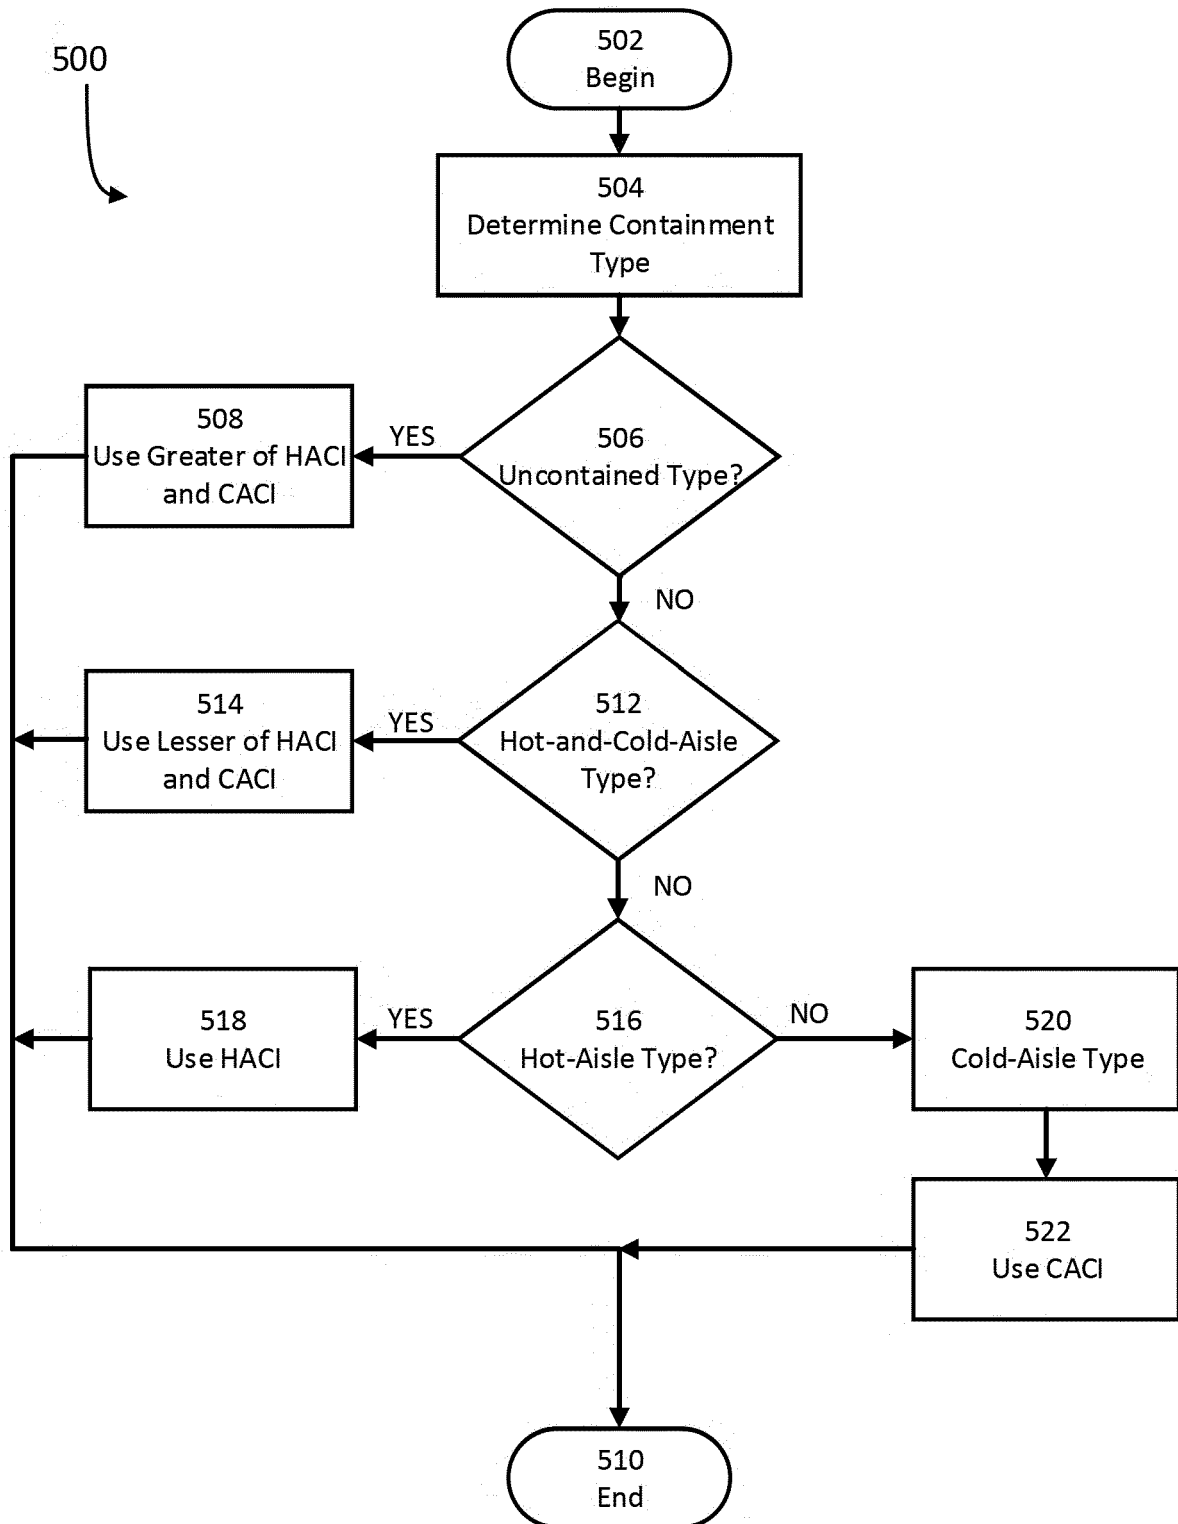 500
502
Begin
504
Determine Containment
Type
506
Uncontained Type?
YES
508
Use Greater of HACI
and CACI
NO
512
Hot-and-Cold-Aisle
Type?
YES
514
Use Lesser of HACI
and CACI
NO
516
Hot-Aisle Type?
YES
518
Use HACI
NO
520
Cold-Aisle Type
522
Use CACI
510
End